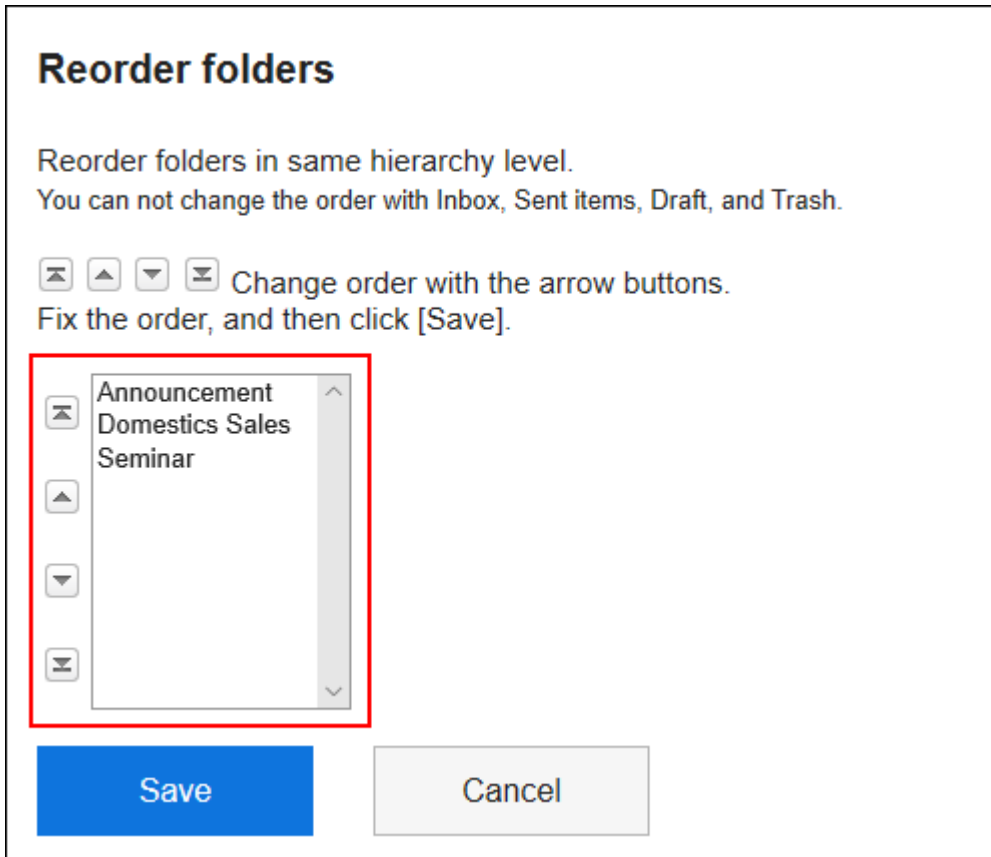 Reorder folders
Reorder folders in same hierarchy level.
You can not change the order with Inbox, Sent items, Draft, and Trash.
Change order with the arrow buttons.
Fix the order, and then click [Save].
Announcement
Domestics Sales
Seminar
Save
Cancel